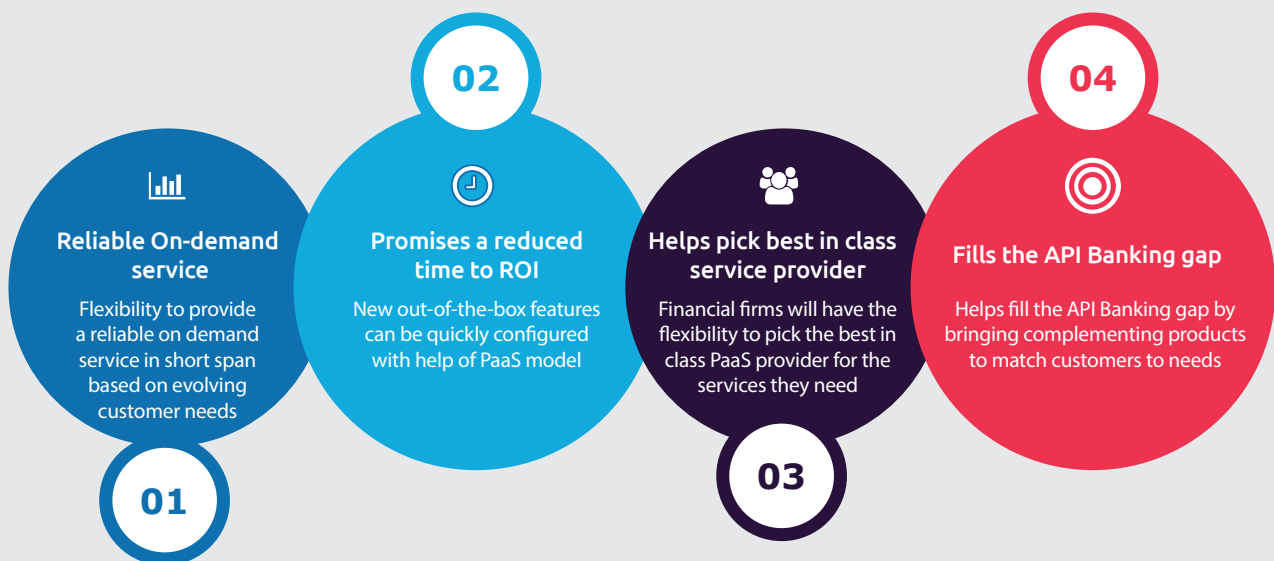 01
Reliable On-demand
service
Flexibility to provide
a reliable on demand
service in short span
based on evolving
customer needs
02
Promises a reduced
time to ROI
New out-of-the-box features
can be quickly configured
with help of PaaS model
03
Helps pick best in class
service provider
Financial firms will have the
flexibility to pick the best in
class PaaS provider for the
services they need
04
Fills the API Banking gap
Helps fill the API Banking gap by
bringing complementing products
to match customers to needs